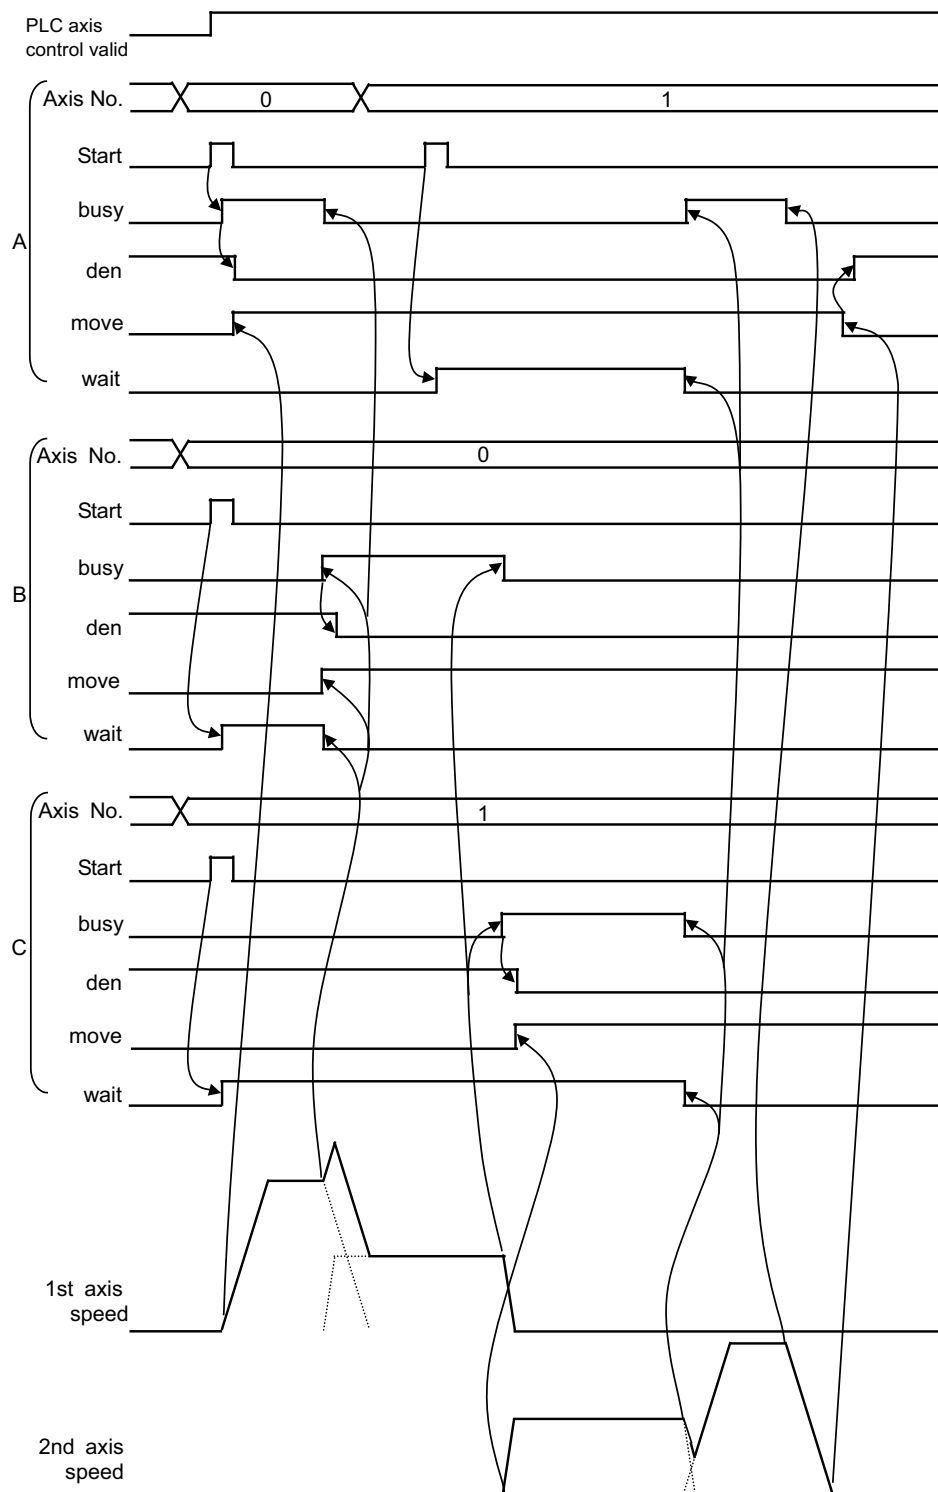 PLC axis
control valid
Axis No.
0
1
Start
busy
A
den
move
wait
Axis No.
0
Start
busy
B
den
move
wait
Axis No.
1
Start
busy
C
den
move
wait
1st axis
speed
2nd axis
speed